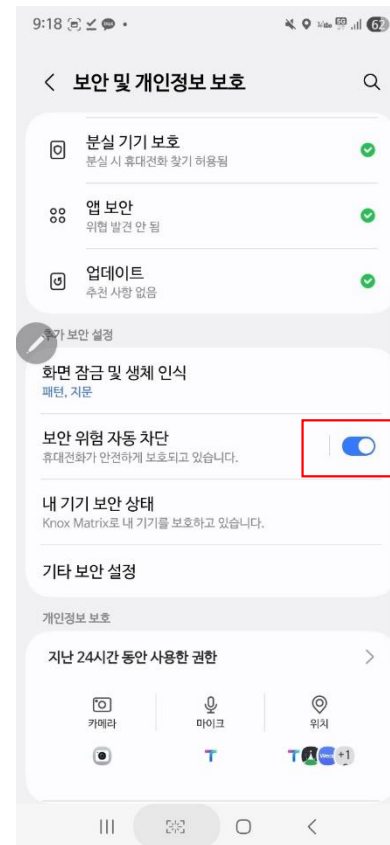 9:18
62
보안 및 개인정보 보호
분실 기기 보호
분실 시 휴대전화 찾기 허용됨
앱 보안
위협 발견 안 됨
업데이트
추천 사항 없음
추가 보안 설정
화면 잠금 및 생체 인식
패턴, 지문
보안 위험 자동 차단
휴대전화가 안전하게 보호되고 있습니다.
내 기기 보안 상태
Knox Matrix로 내 기기를 보호하고 있습니다.
기타 보안 설정
개인정보 보호
지난 24시간 동안 사용한 권한
카메라
마이크
위치
T
T
+1